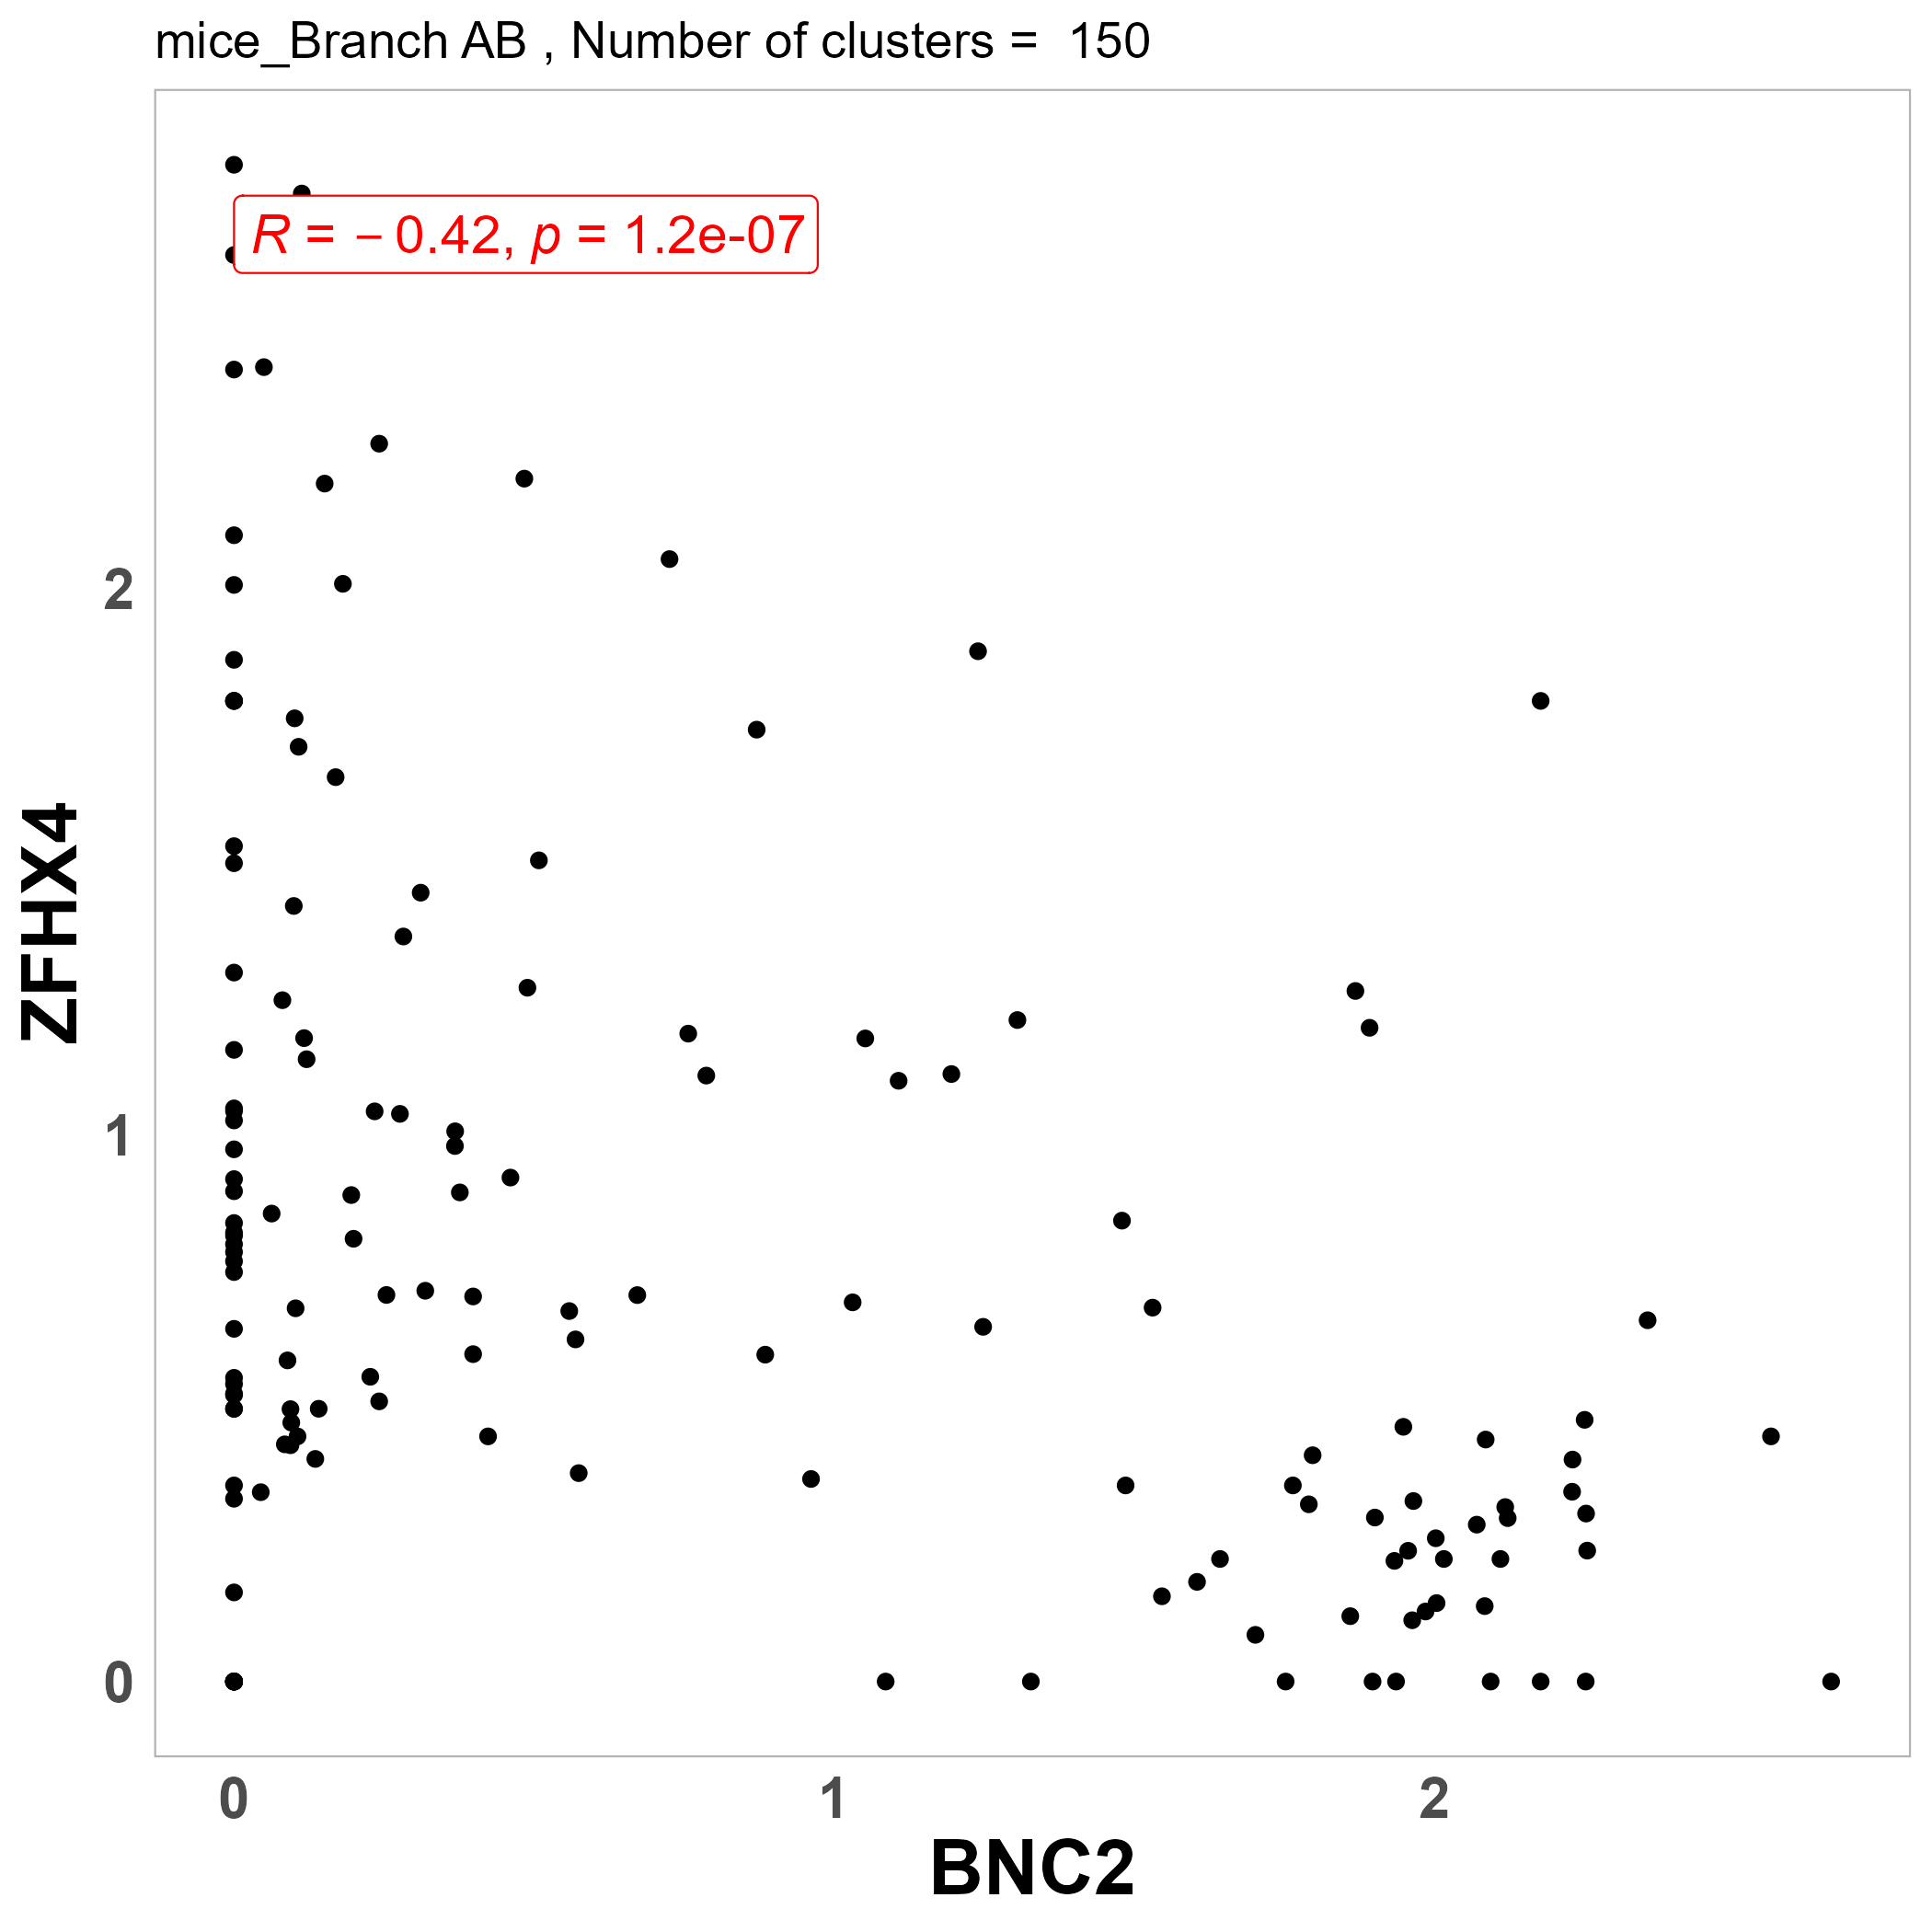 mice_Branch AB , Number of clusters =  150
R = − 0.42, p = 1.2e-07
2
1
0
ZFHX4
0 1 2
BNC2